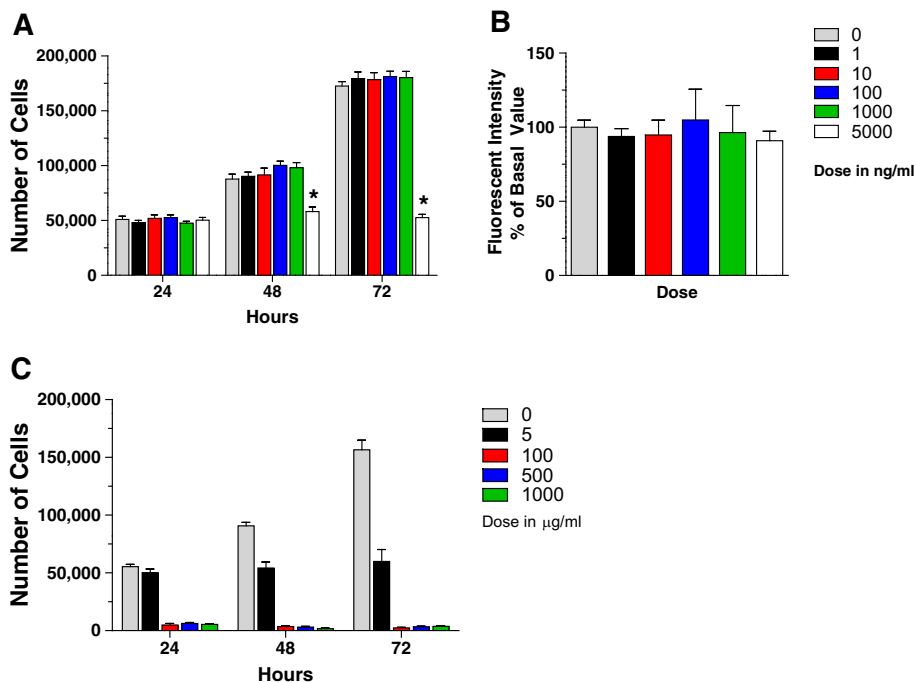 A
200,000
150,000
100,000
50,000
0
Number of Cells
24
48
72
*
*
Hours
B
150
100
50
0
Fluorescent Intensity
% of Basal Value
Dose
0
1
10
100
1000
5000
Dose in ng/ml
C
200,000
150,000
100,000
50,000
0
Number of Cells
24
48
72
Hours
0
5
100
500
1000
Dose in μg/ml